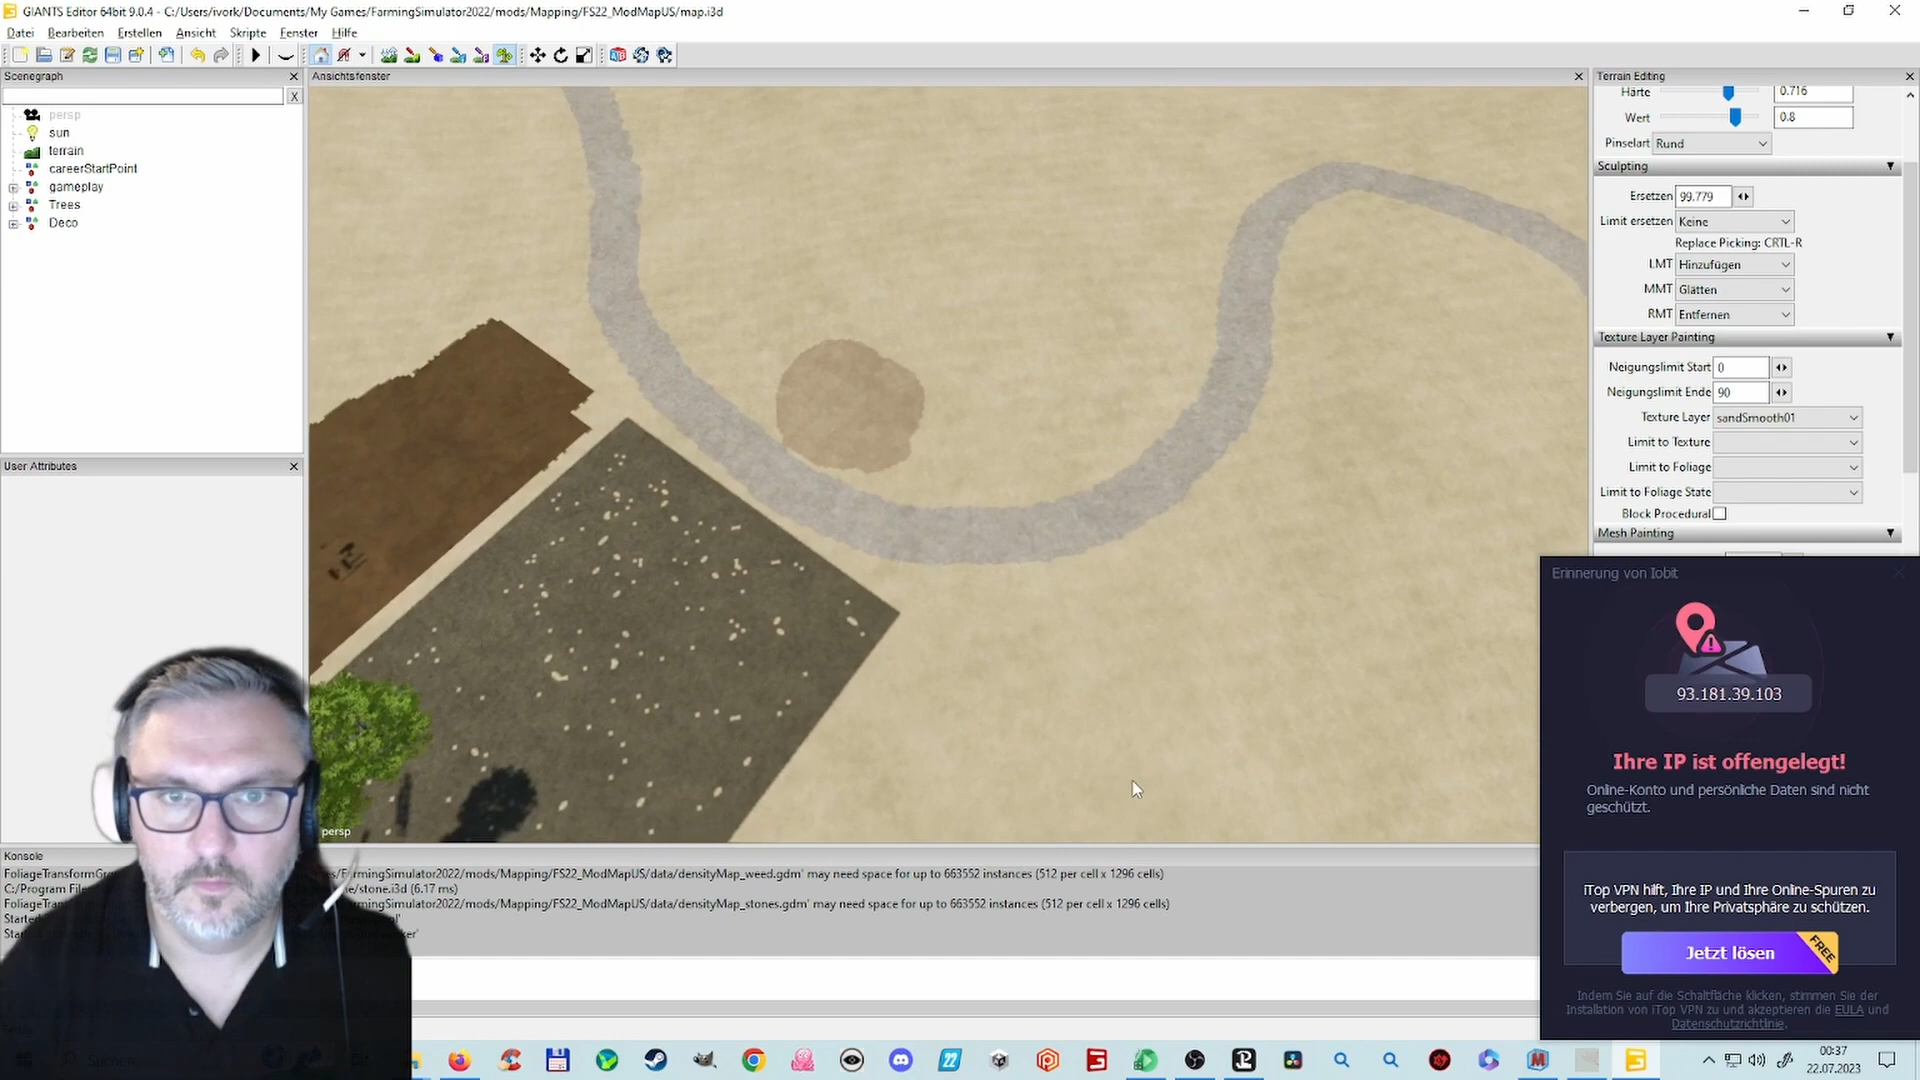 GIANTS Editor 64bit 9.0.4 - C:/Users/ivork/Documents/My Games/FarmingSimulator2022/mods/Mapping/FS22_ModMapUS/map.i3d
Datei Bearbeiten Erstellen Ansicht Skripte Fenster Hilfe
Scenegraph
X
persp
sun
terrain
careerStartPoint
gameplay
Trees
Deco
User Attributes
Ansichtsfenster
persp
Terrain Editing
Härte 0.716
Wert 0.8
Pinselart Rund
Sculpting
Ersetzen 99.779
Limit ersetzen Keine
Replace Picking: CRTL-R
LMT Hinzufügen
MMT Glätten
RMT Entfernen
Texture Layer Painting
Neigungslimit Start 0
Neigungslimit Ende 90
Texture Layer sandSmooth01
Limit to Texture
Limit to Foliage
Limit to Foliage State
Block Procedural
Mesh Painting
Erinnerung von Iobit
93.181.39.103
Ihre IP ist offengelegt!
Online-Konto und persönliche Daten sind nicht
geschützt.
iTop VPN hilft, Ihre IP und Ihre Online-Spuren zu
verbergen, um Ihre Privatsphäre zu schützen.
Jetzt lösen
FREE
Indem Sie auf die Schaltfläche klicken, stimmen Sie der
Installation von iTop VPN zu und akzeptieren die EULA und
Datenschutzrichtlinie.
Konsole
/FarmingSimulator2022/mods/Mapping/FS22_ModMapUS/data/densityMap_weed.gdm' may need space for up to 663552 instances (512 per cell x 1296 cells)
C:/Program File /stone.i3d (6.17 ms)
/FarmingSimulator2022/mods/Mapping/FS22_ModMapUS/data/densityMap_stones.gdm' may need space for up to 663552 instances (512 per cell x 1296 cells)
Suchen
22
00:37
22.07.2023